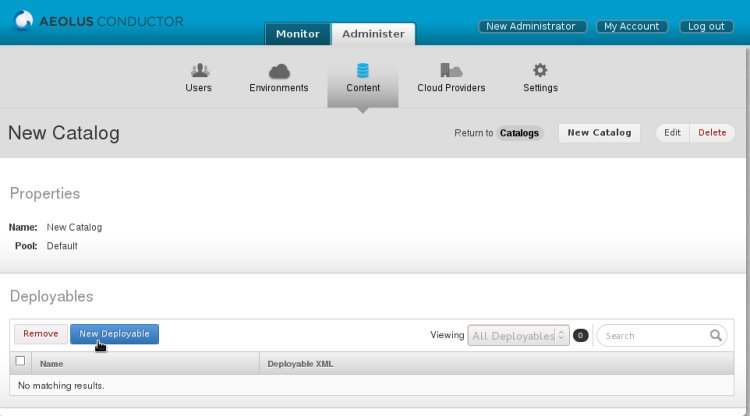 AEOLUS CONDUCTOR
Monitor
Administer
New Administrator
My Account
Log out
Users
Environments
Content
Cloud Providers
Settings
New Catalog
Return to Catalogs
New Catalog
Edit
Delete
Properties
Name: New Catalog
Pool: Default
Deployables
Remove
New Deployable
Viewing
All Deployables
0
Search
Name
Deployable XML
No matching results.